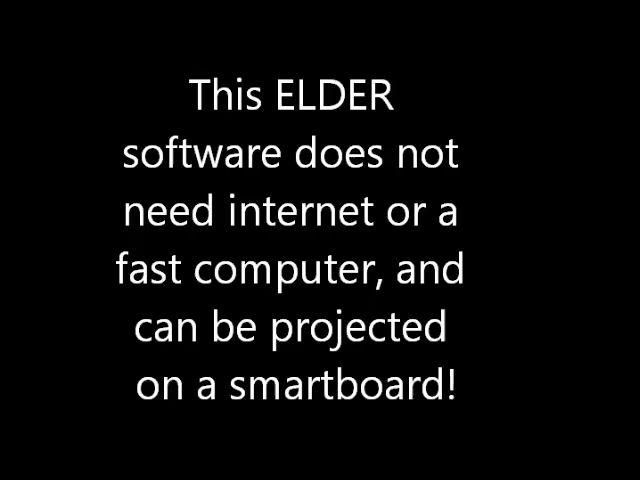 This ELDER
software does not
need internet or a
fast computer, and
can be projected
on a smartboard!